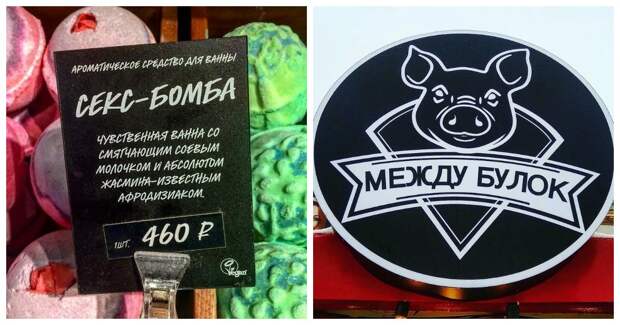 АРОМАТИЧЕСКОЕ СРЕДСТВО ДЛЯ ВАННЫ
СЕКС-БОМБА
ЧУВСТВЕННАЯ ВАННА СО
СМЯГЧАЮЩИМ СОЕВЫМ
МОЛОЧКОМ И АБСОЛЮТОМ
ЖАСМИНА-ИЗВЕСТНЫМ
АФРОДИЗИАКОМ.
1ШТ. 460 ₽
Vegan
МЕЖДУ БУЛОК